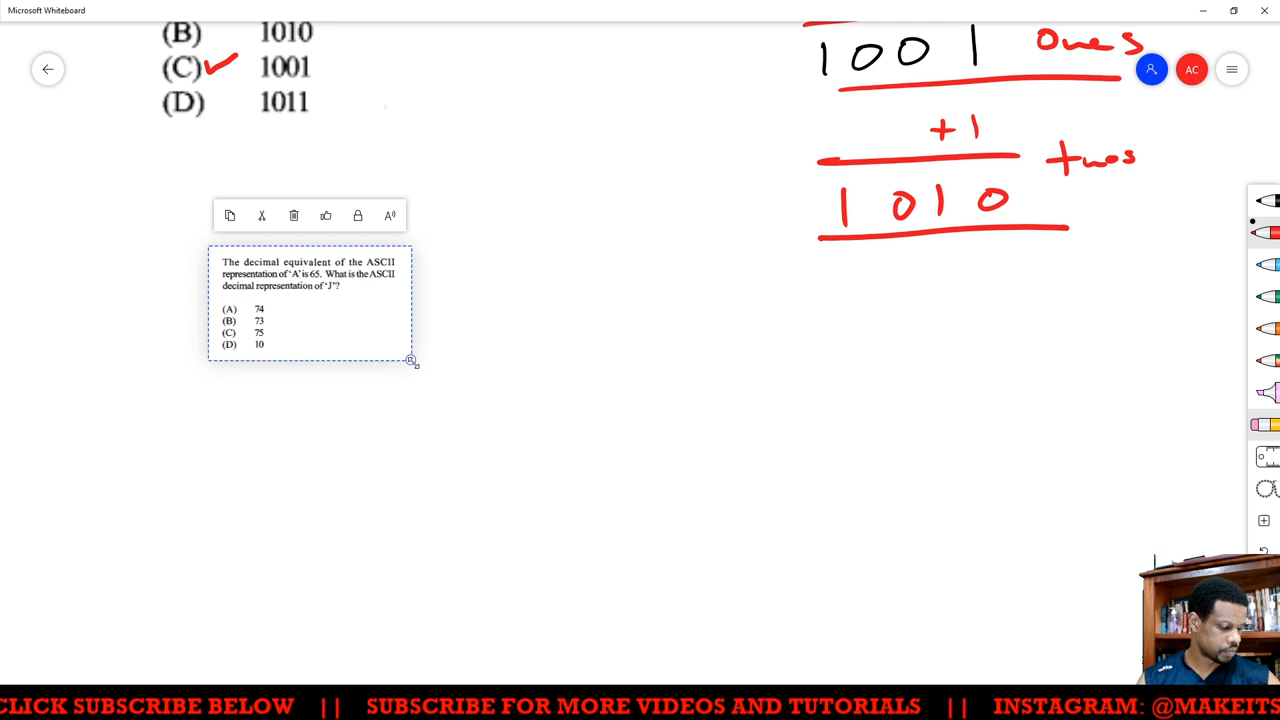 Microsoft Whiteboard
(B) 1010
(C) 1001
(D) 1011
1001 Ones
AC
+1
twos
1010
The decimal equivalent of the ASCII
representation of ‘A’ is 65. What is the ASCII
decimal representation of ‘J’?
(A) 74
(B) 73
(C) 75
(D) 10
CLICK SUBSCRIBE BELOW || SUBSCRIBE FOR MORE VIDEOS AND TUTORIALS || INSTAGRAM: @MAKEITS